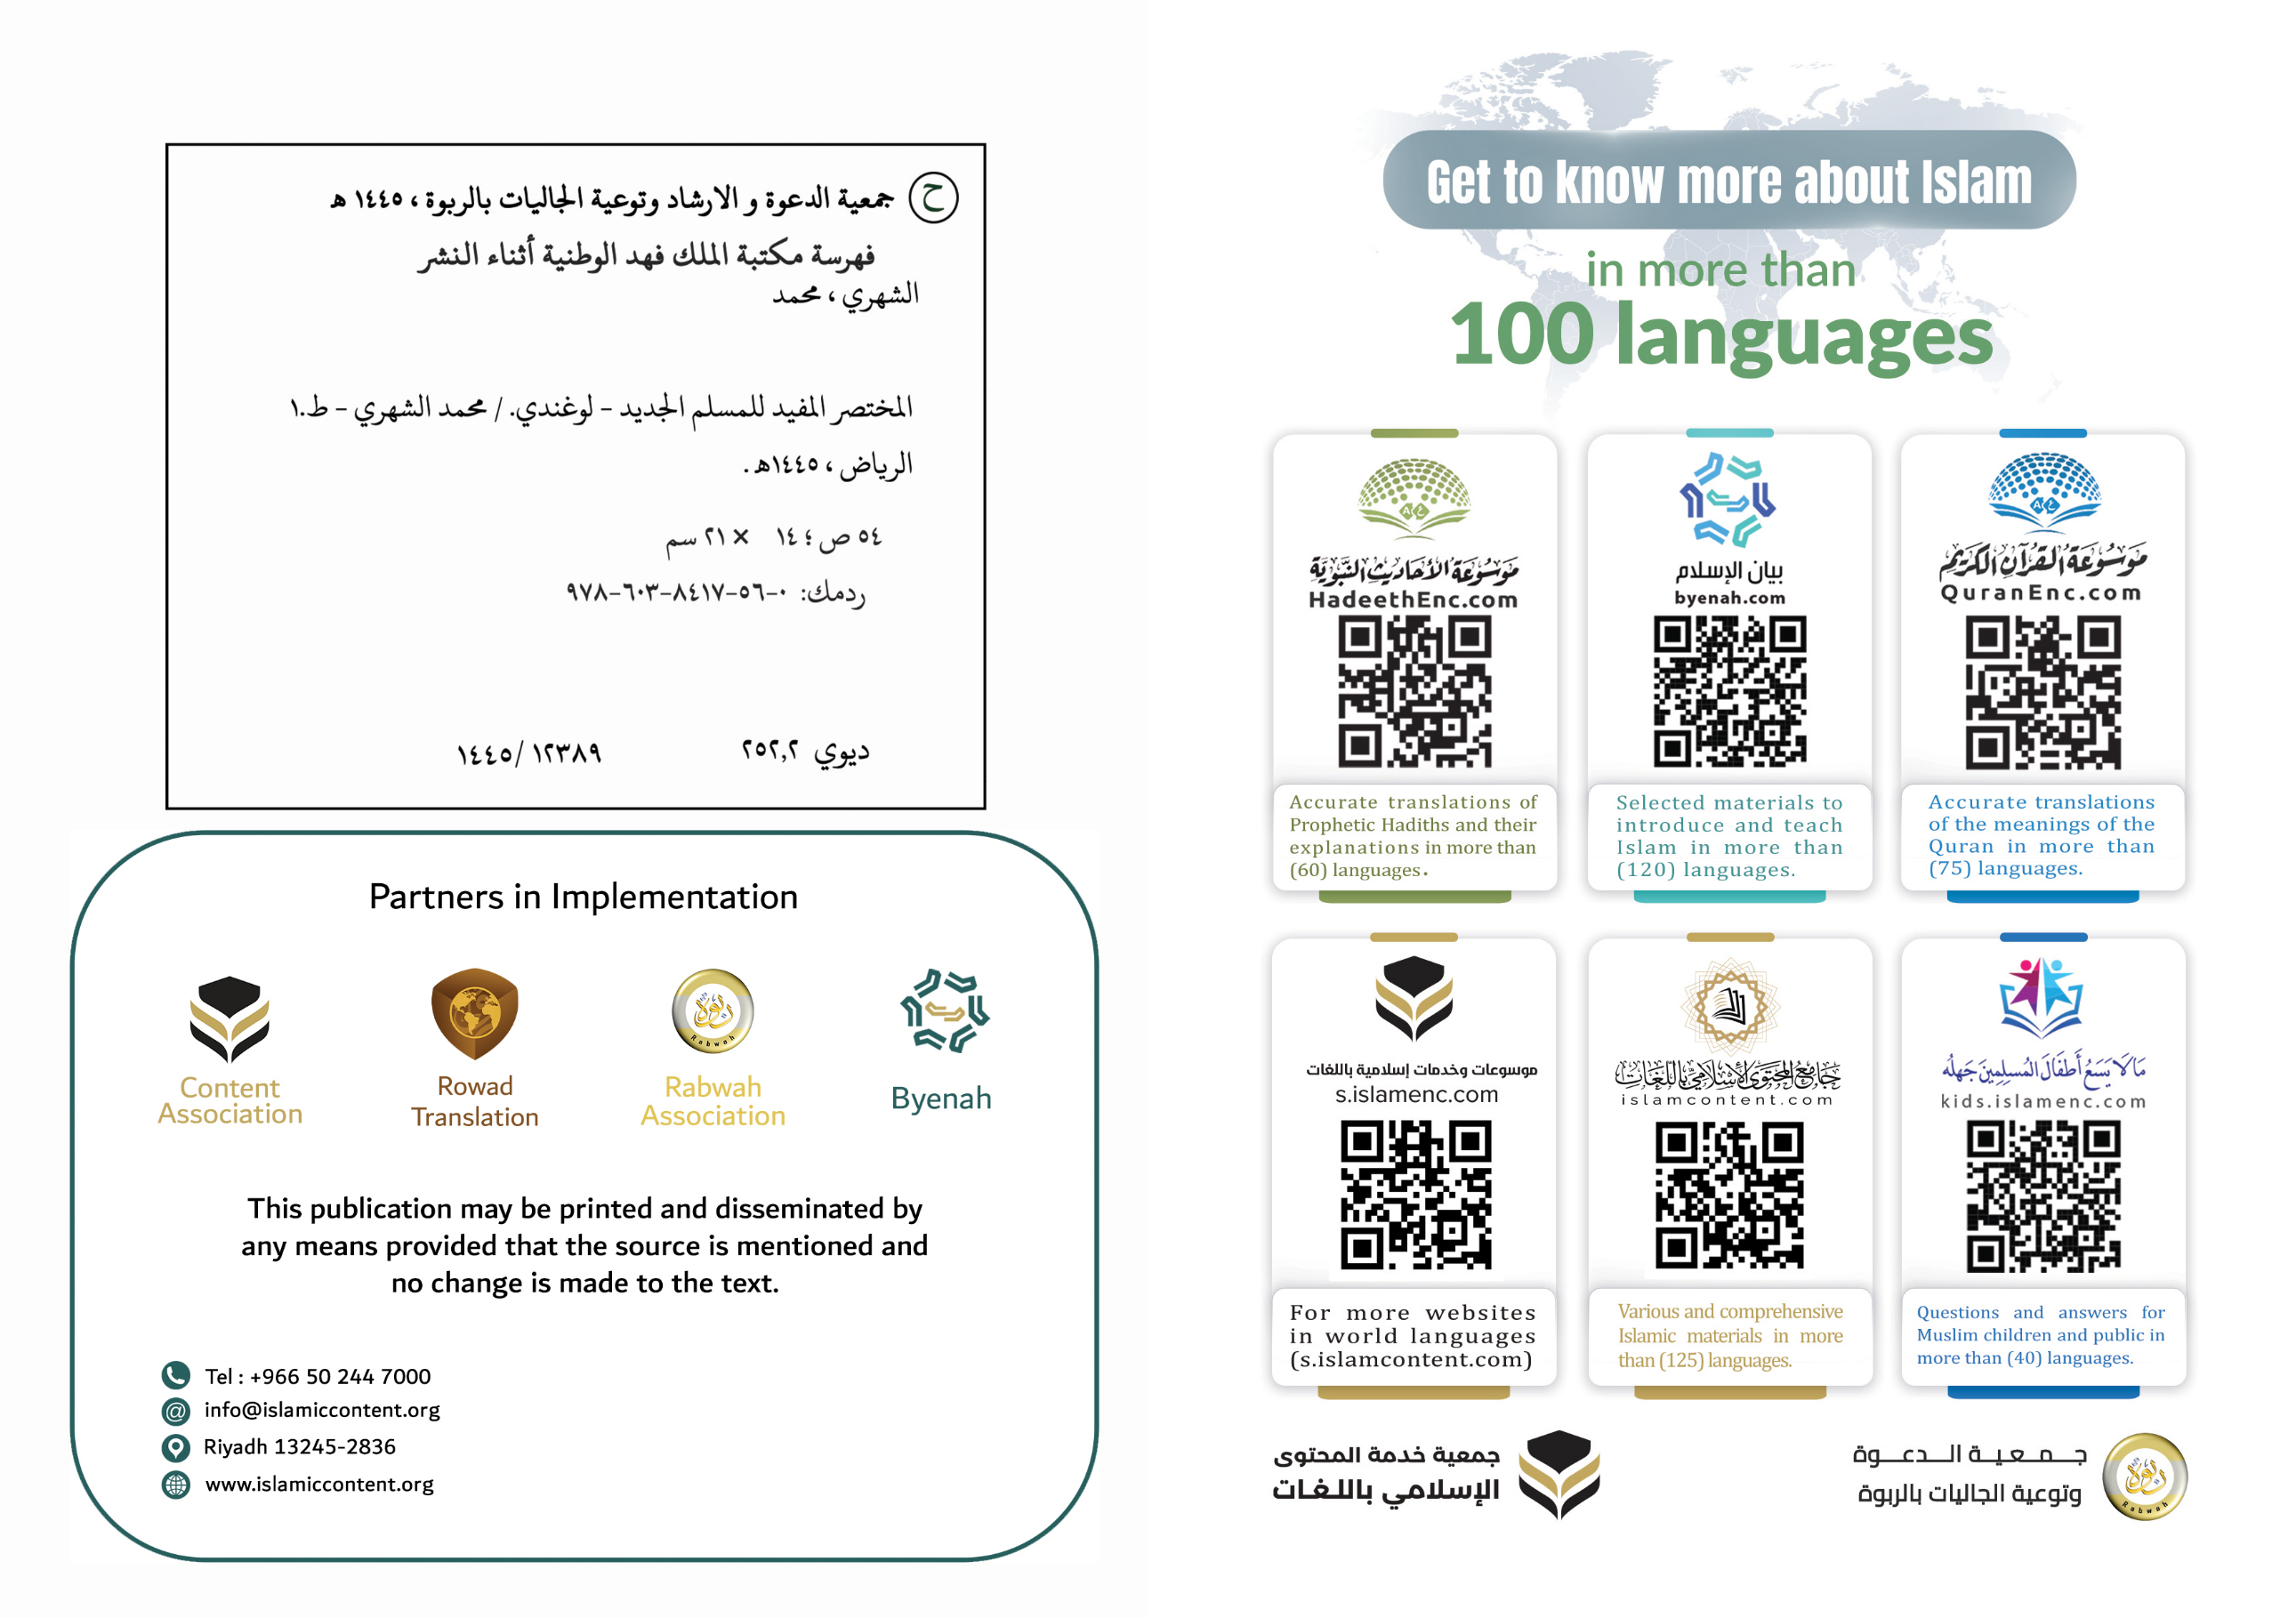 ح
جمعية الدعوة و الارشاد وتوعية الجاليات بالربوة ، ١٤٤٥ هـ
فهرسة مكتبة الملك فهد الوطنية أثناء النشر
الشهري ، محمد
المختصر المفيد للمسلم الجديد - لوغندي. / محمد الشهري - ط.١
الرياض ، ١٤٤٥هـ .
٥٤ ص ؛ ١٤ × ٢١ سم
ردمك: ٠-٥٦-٨٤١٧-٦٠٣-٩٧٨
ديوي ٢٥٢,٢ ١٤٤٥/ ١٢٣٨٩
Partners in Implementation
Content
Association
Rowad
Translation
Rabwah
Rabwah
Association
Byenah
This publication may be printed and disseminated by
any means provided that the source is mentioned and
no change is made to the text.
Tel : +966 50 244 7000
info@islamiccontent.org
Riyadh 13245-2836
www.islamiccontent.org
Get to know more about Islam
in more than
100 languages
موسوعة الأحاديث النبوية
HadeethEnc.com
Accurate translations of
Prophetic Hadiths and their
explanations in more than
(60) languages.
بيان الإسلام
byenah.com
Selected materials to
introduce and teach
Islam in more than
(120) languages.
موسوعة القرآن الكريم
QuranEnc.com
Accurate translations
of the meanings of the
Quran in more than
(75) languages.
موسوعات وخدمات إسلامية باللغات
s.islamenc.com
For more websites
in world languages
(s.islamcontent.com)
جامع المحتوى الإسلامي باللغات
islamcontent.com
Various and comprehensive
Islamic materials in more
than (125) languages.
مَا لَا يَسَعُ أَطْفَالَ المُسْلِمِينَ جَهْلُهُ
kids.islamenc.com
Questions and answers for
Muslim children and public in
more than (40) languages.
جمعية خدمة المحتوى
الإسلامي باللغات
جـمـعـيـة الـدعـوة
وتوعية الجاليات بالربوة
Rabwah